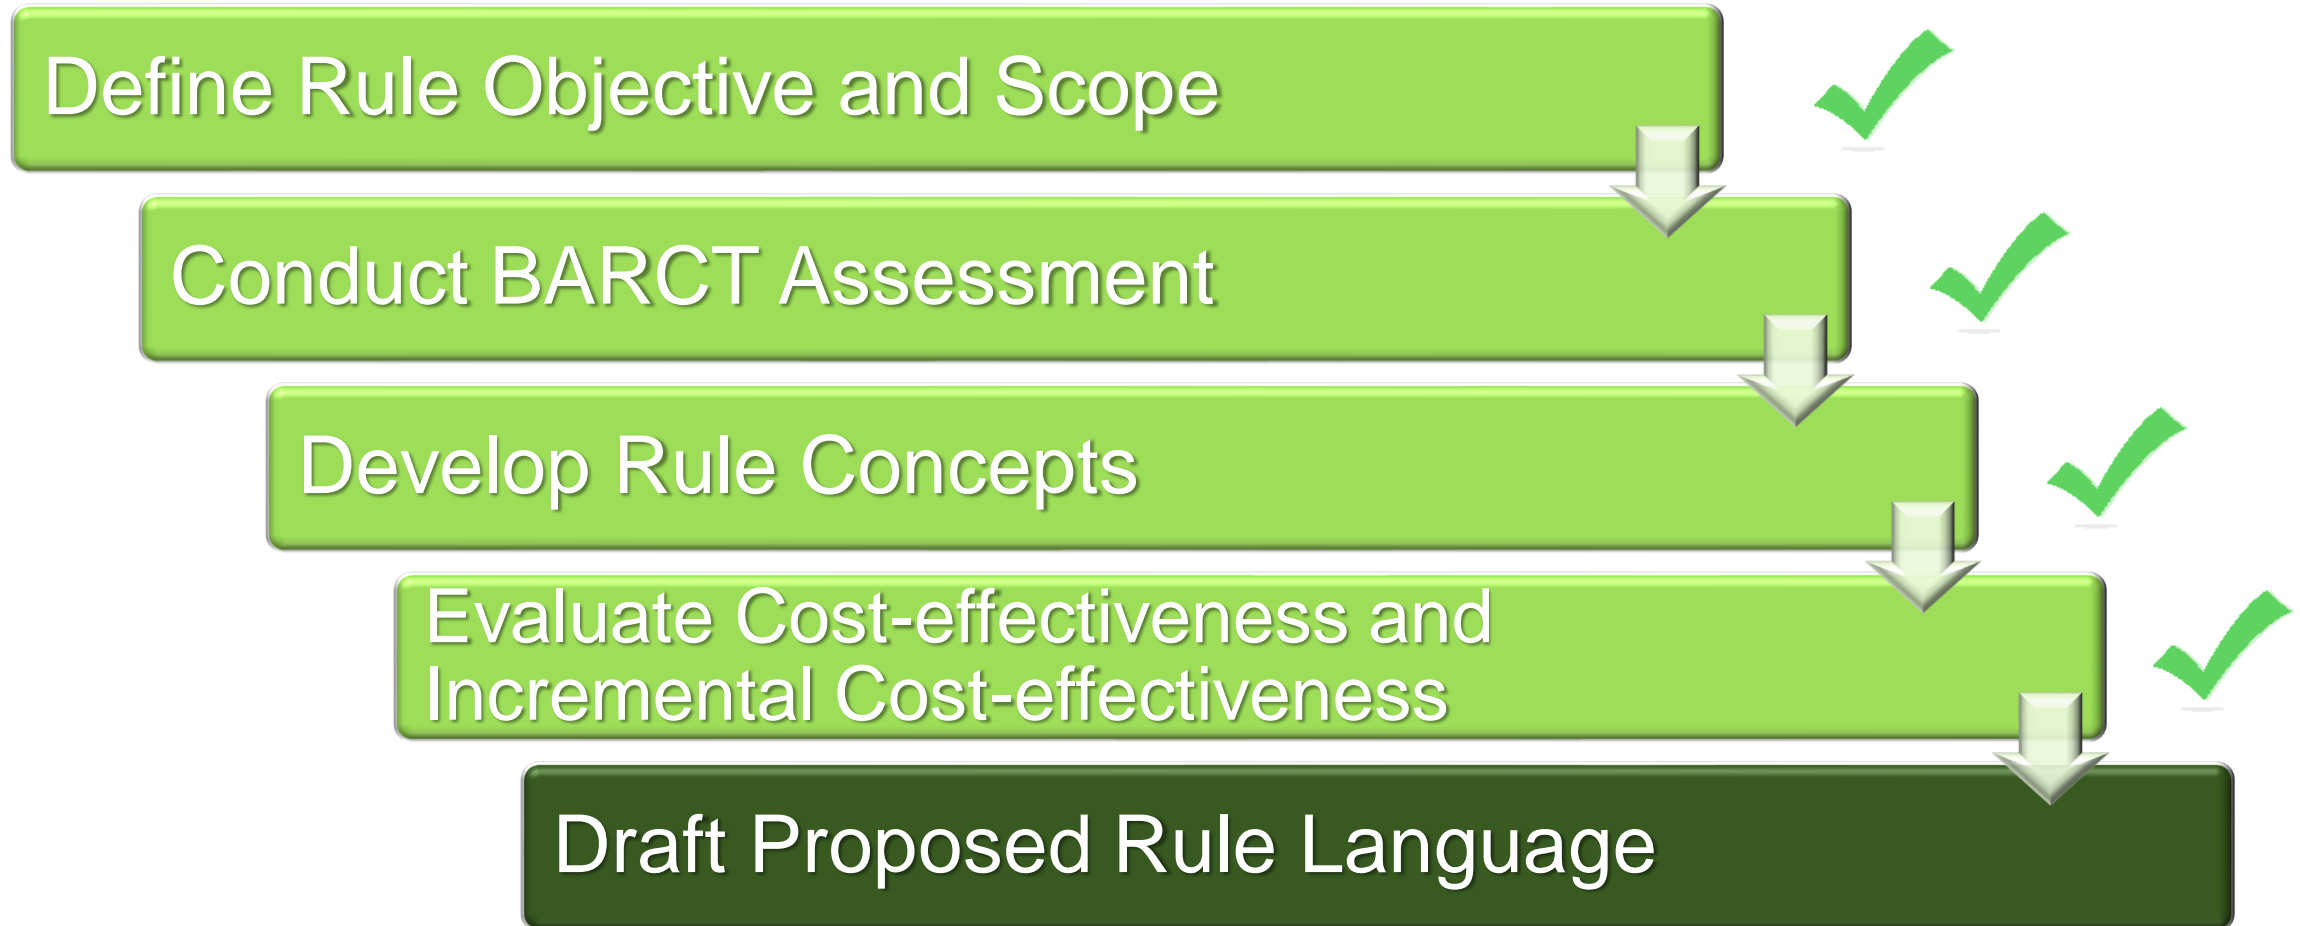 Define Rule Objective and Scope
Conduct BARCT Assessment
Develop Rule Concepts
Evaluate Cost-effectiveness and
Incremental Cost-effectiveness
Draft Proposed Rule Language